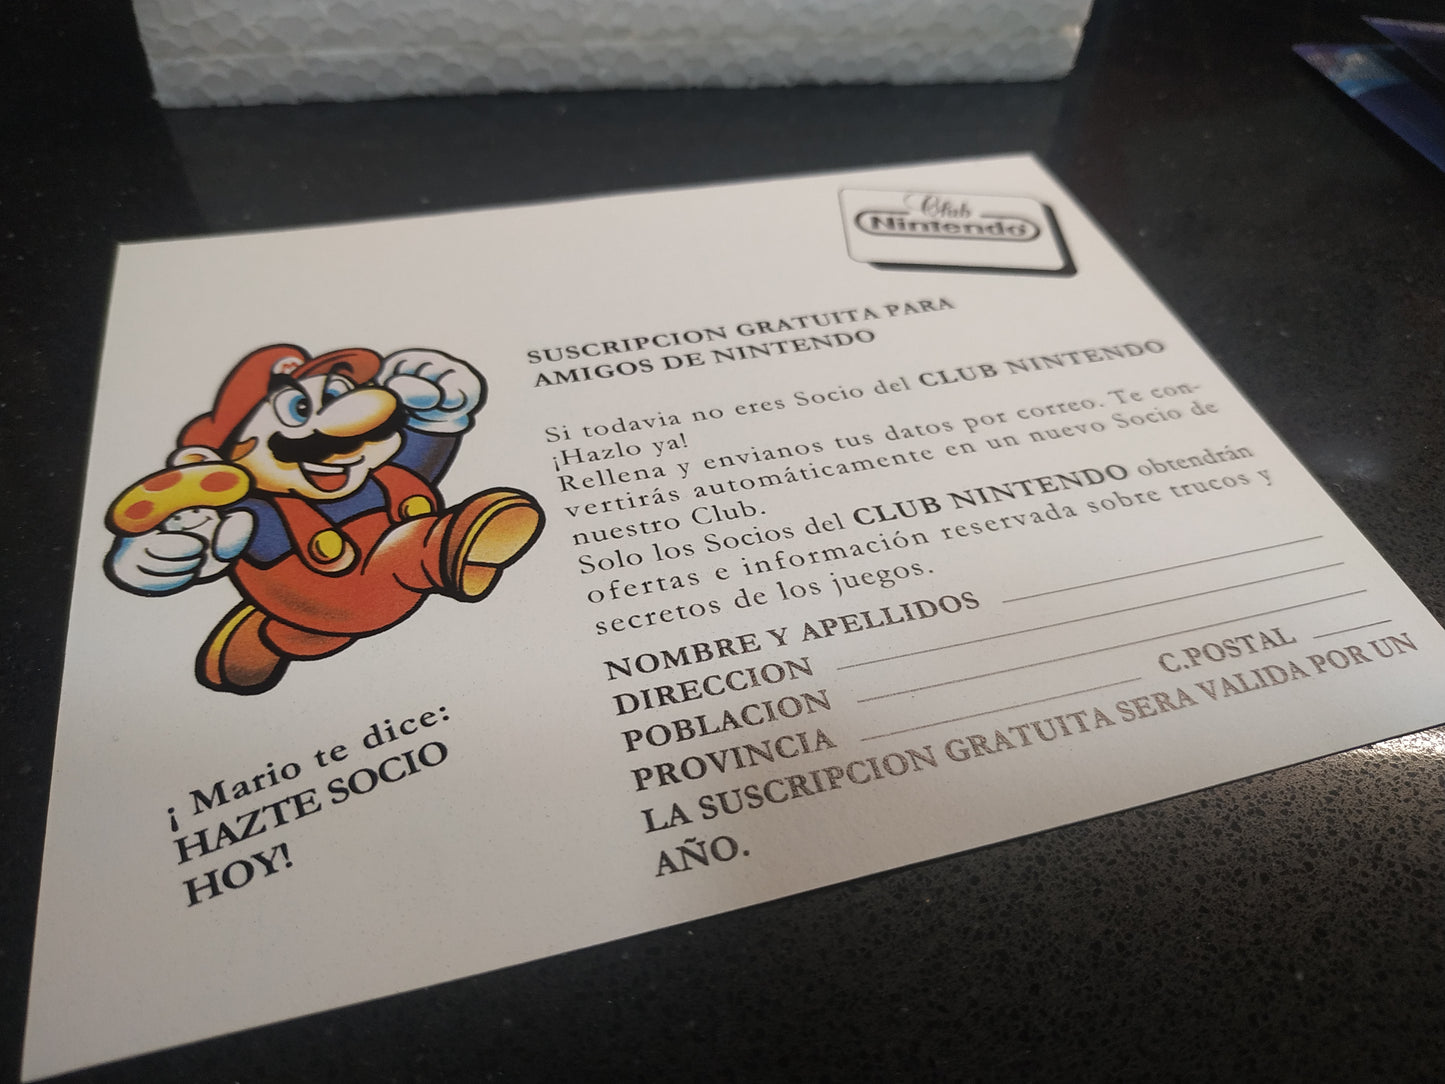 Club
Nintendo
SUSCRIPCION GRATUITA PARA
AMIGOS DE NINTENDO
Si todavia no eres Socio del CLUB NINTENDO
¡Hazlo ya!
Rellena y envianos tus datos por correo. Te con-
vertirás automáticamente en un nuevo Socio de
nuestro Club.
Solo los Socios del CLUB NINTENDO obtendrán
ofertas e información reservada sobre trucos y
secretos de los juegos.
NOMBRE Y APELLIDOS
DIRECCION
POBLACION
PROVINCIA C.POSTAL
LA SUSCRIPCION GRATUITA SERA VALIDA POR UN
AÑO.
M
¡ Mario te dice:
HAZTE SOCIO
HOY!